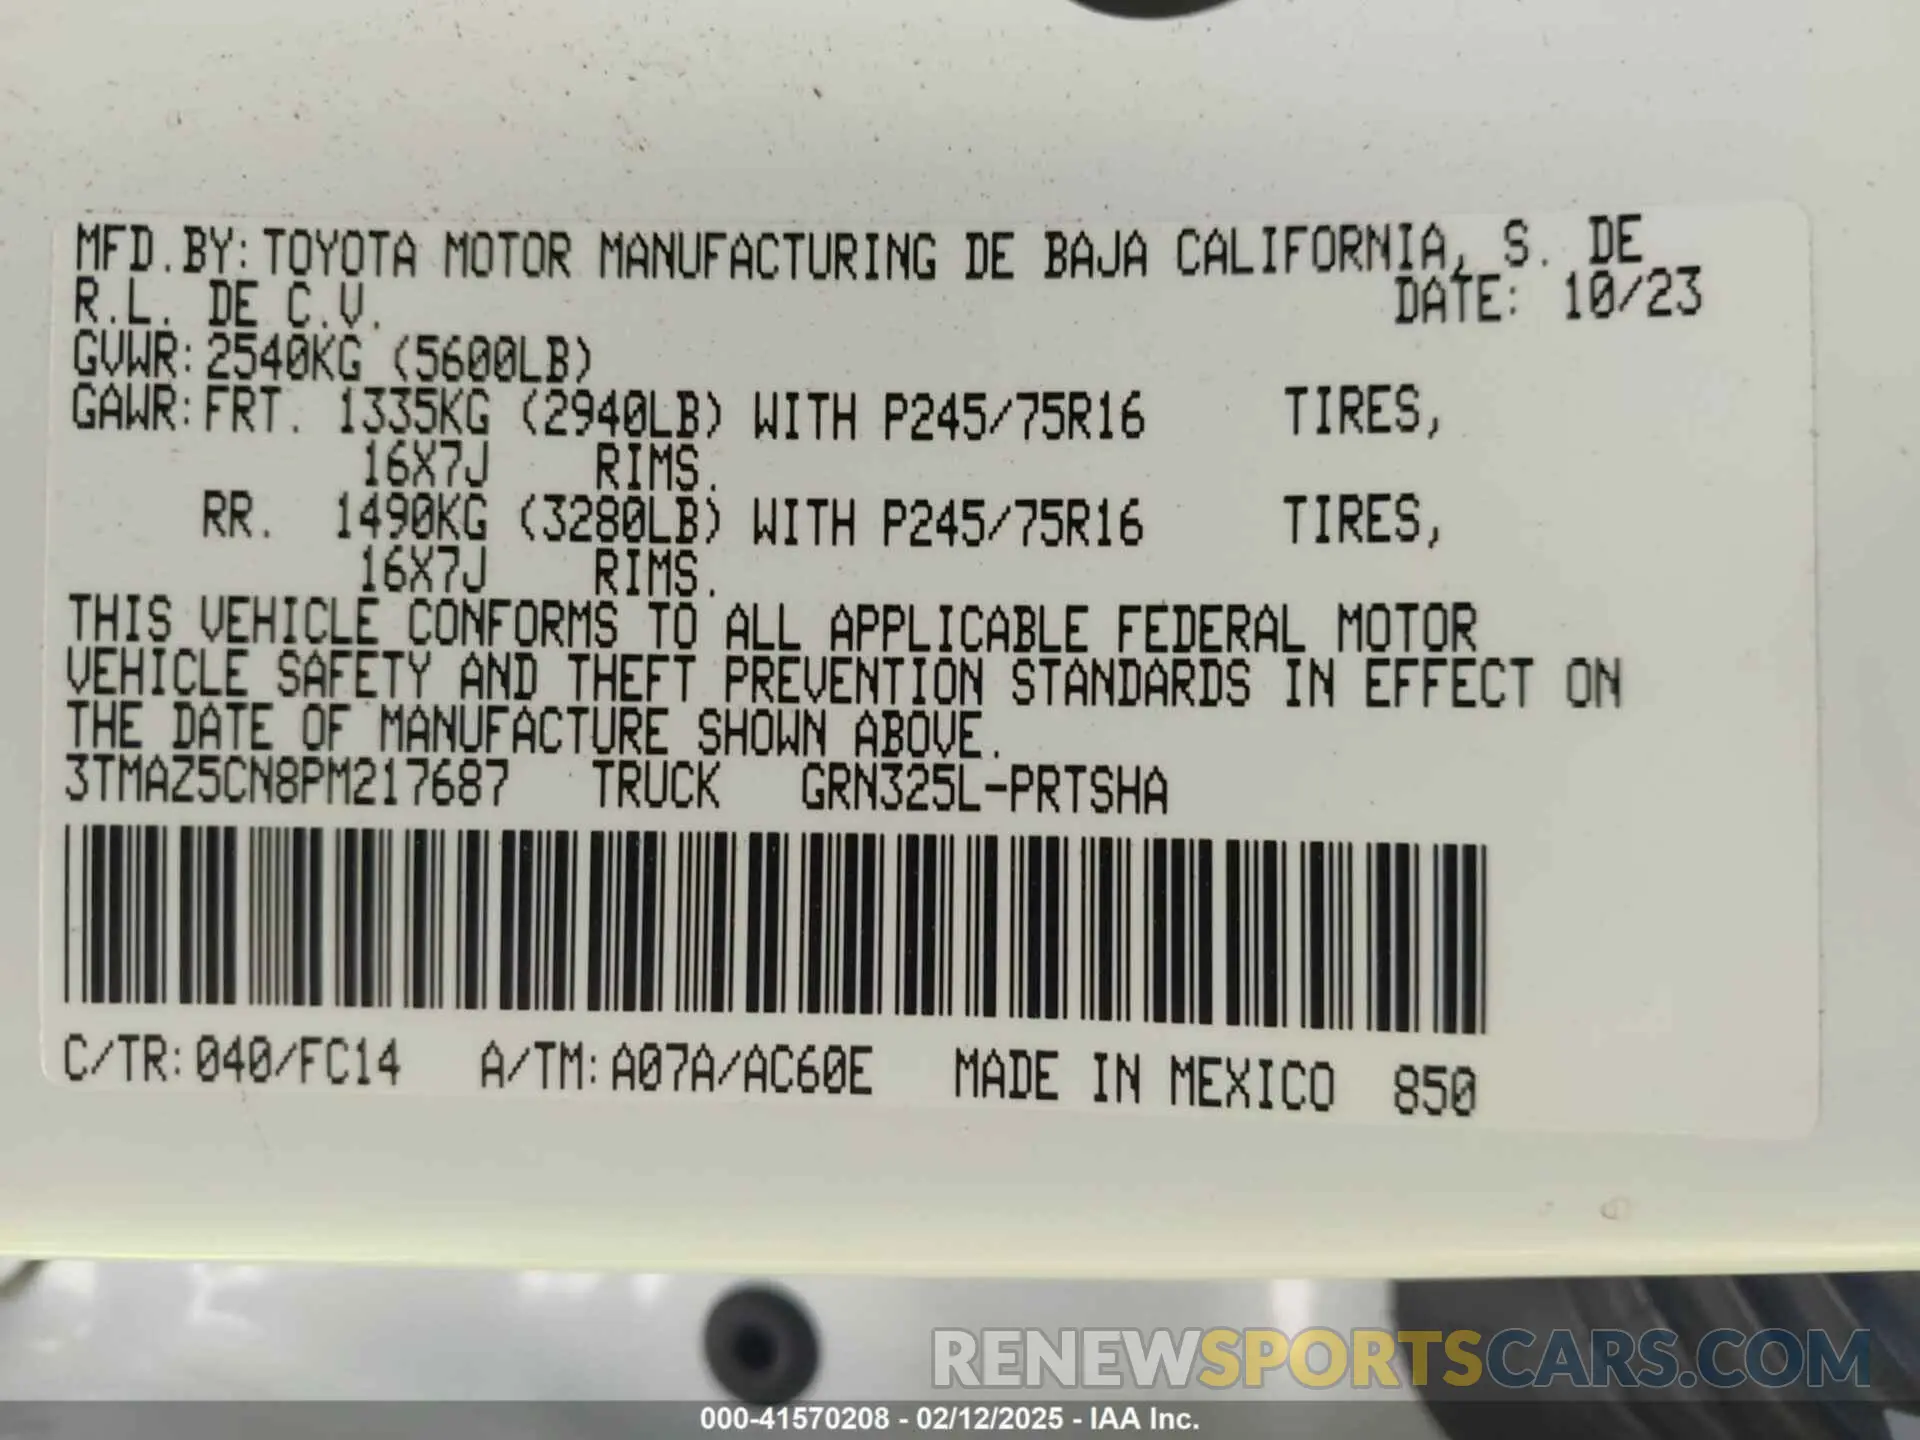 MFD.BY: TOYOTA MOTOR MANUFACTURING DE BAJA CALIFORNIA, S. DE
R.L. DE C.V. DATE: 10/23
GVWR: 2540KG (5600LB)
GAWR: FRT. 1335KG (2940LB) WITH P245/75R16 TIRES,
16X7J RIMS.
RR. 1490KG (3280LB) WITH P245/75R16 TIRES,
16X7J RIMS.
THIS VEHICLE CONFORMS TO ALL APPLICABLE FEDERAL MOTOR
VEHICLE SAFETY AND THEFT PREVENTION STANDARDS IN EFFECT ON
THE DATE OF MANUFACTURE SHOWN ABOVE.
3TMAZ5CN8PM217687 TRUCK GRN325L-PRTSHA
C/TR: 040/FC14 A/TM: A07A/AC60E MADE IN MEXICO 850
RENEWSPORTSCARS.COM
000-41570208 - 02/12/2025 - IAA Inc.